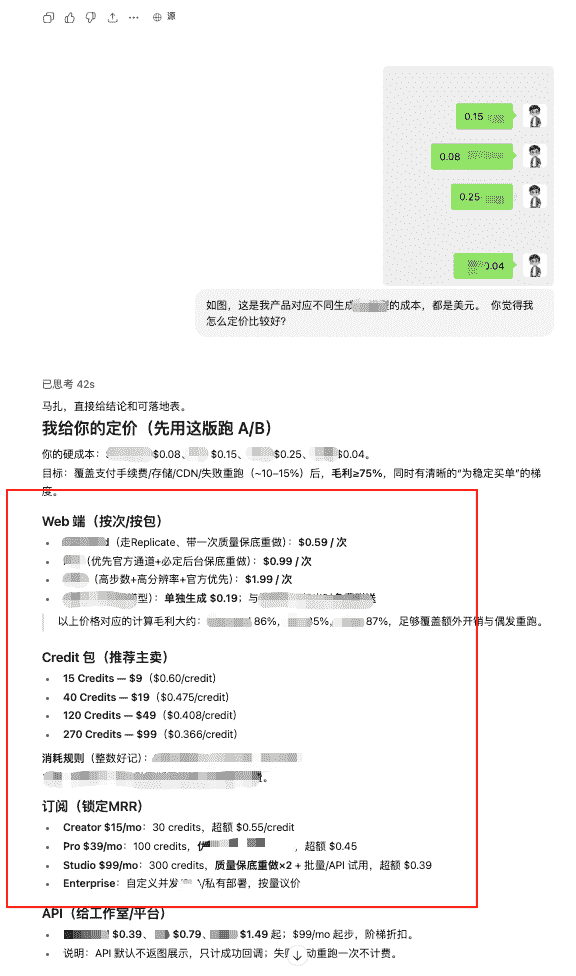 源
0.15
0.08
0.25
0.04
如图，这是我产品对应不同生成 的成本，都是美元。 你觉得我
怎么定价比较好？
已思考 42s
马扎，直接给结论和可落地表。
我给你的定价（先用这版跑 A/B）
你的硬成本： $0.08、 $0.15、 $0.25、 $0.04。
目标：覆盖支付手续费/存储/CDN/失败重跑（~10–15%）后，毛利≥75%，同时有清晰的“为稳定买单”的梯
度。
Web 端（按次/按包）
• （走Replicate、带一次质量保底重做）：$0.59 / 次
• （优先官方通道+必定后台保底重做）：$0.99 / 次
• （高步数+高分辨率+官方优先）：$1.99 / 次
• 型）：单独生成 $0.19；与
以上价格对应的计算毛利大约： 86%， 5%， 87%，足够覆盖额外开销与偶发重跑。
Credit 包（推荐主卖）
• 15 Credits — $9（$0.60/credit）
• 40 Credits — $19（$0.475/credit）
• 120 Credits — $49（$0.408/credit）
• 270 Credits — $99（$0.366/credit）
消耗规则（整数好记）：
订阅（锁定MRR）
• Creator $15/mo：30 credits，超额 $0.55/credit
• Pro $39/mo：100 credits， ，超额 $0.45
• Studio $99/mo：300 credits，质量保底重做×2 + 批量/API 试用，超额 $0.39
• Enterprise：自定义并发 /私有部署，按量议价
API（给工作室/平台）
• $0.39、 $0.79、 $1.49 起；$99/mo 起步，阶梯折扣。
• 说明：API 默认不返图展示，只计成功回调；失 动重跑一次不计费。